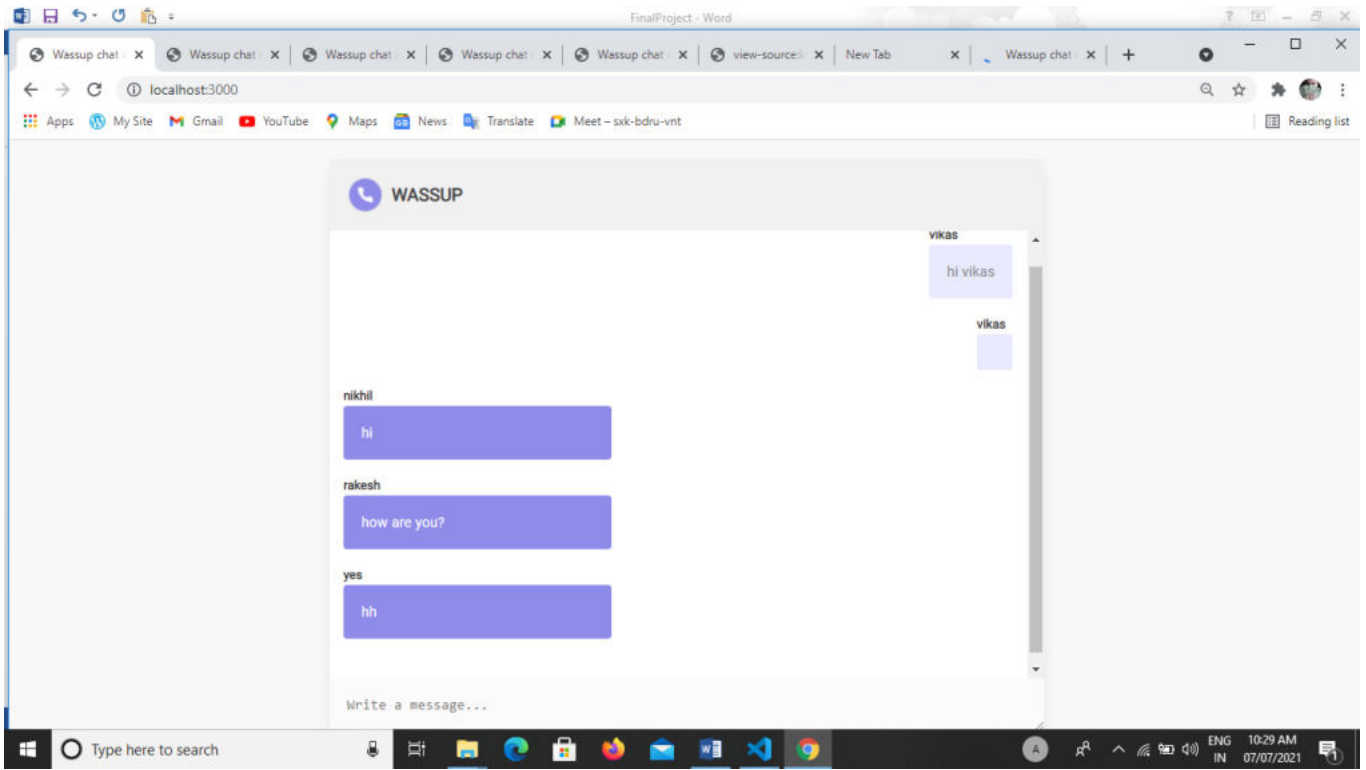 FinalProject - Word
Wassup chat
Wassup chat
Wassup chat
Wassup chat
Wassup chat
view-source:
New Tab
Wassup chat
localhost:3000
Apps My Site Gmail YouTube Maps News Translate Meet – sxk-bdru-vnt Reading list
WASSUP
vikas
hi vikas
vikas
nikhil
hi
rakesh
how are you?
yes
hh
Write a message...
Type here to search
A
ENG
IN
10:29 AM
07/07/2021